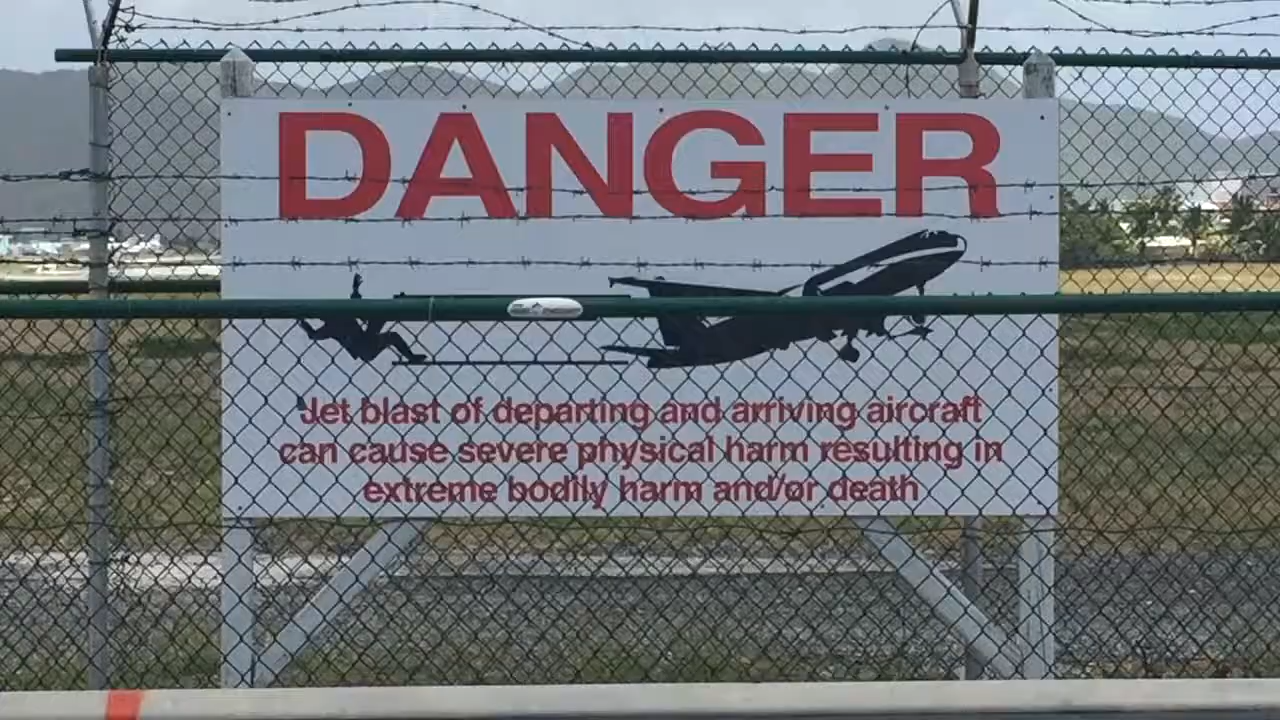 DANGER
Jet blast of departing and arriving aircraft
can cause severe physical harm resulting in
extreme bodily harm and/or death